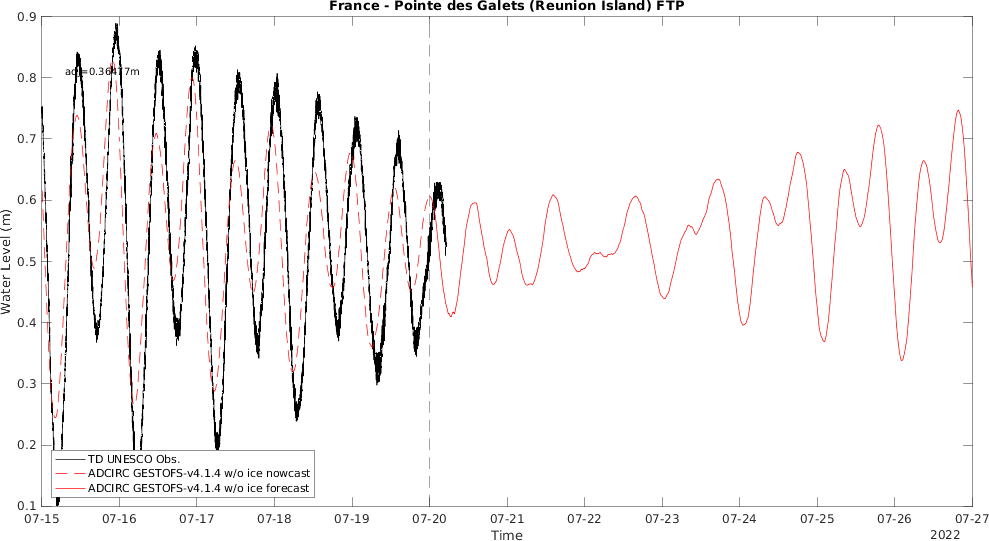 France - Pointe des Galets (Reunion Island) FTP
0.9
0.8
0.7
0.6
0.5
0.4
0.3
0.2
0.1
Water Level (m)
TD UNESCO Obs.
ADCIRC GESTOFS-v4.1.4 w/o ice nowcast
ADCIRC GESTOFS-v4.1.4 w/o ice forecast
07-15 07-16 07-17 07-18 07-19 07-20 07-21 07-22 07-23 07-24 07-25 07-26 07-27
Time
2022